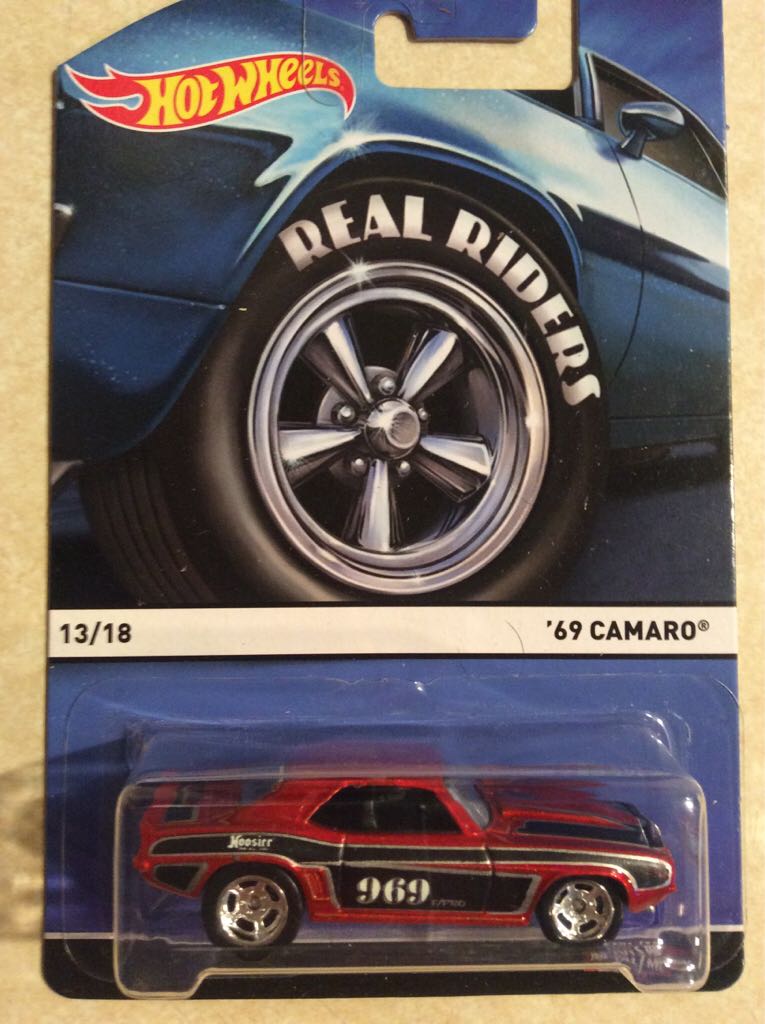 HOT WHEELS
REAL RIDERS
13/18
'69 CAMARO®
Hoosier
969